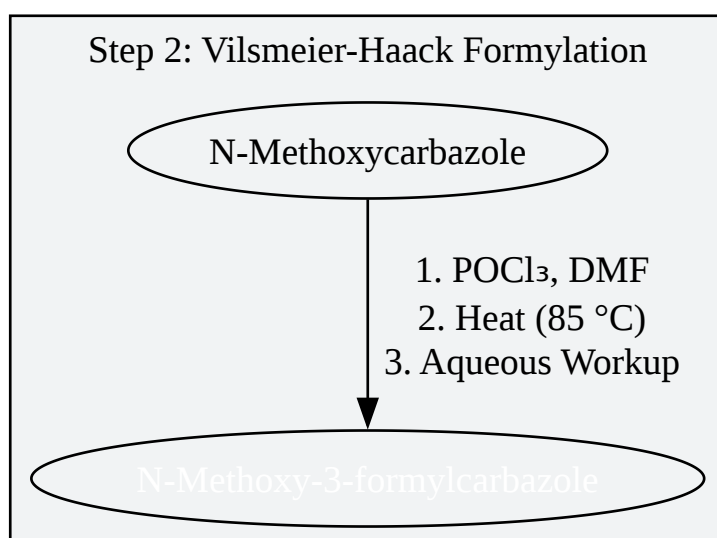 Step 2: Vilsmeier-Haack Formylation
N-Methoxycarbazole
1. POCl₃, DMF
2. Heat (85 °C)
3. Aqueous Workup
N-Methoxy-3-formylcarbazole